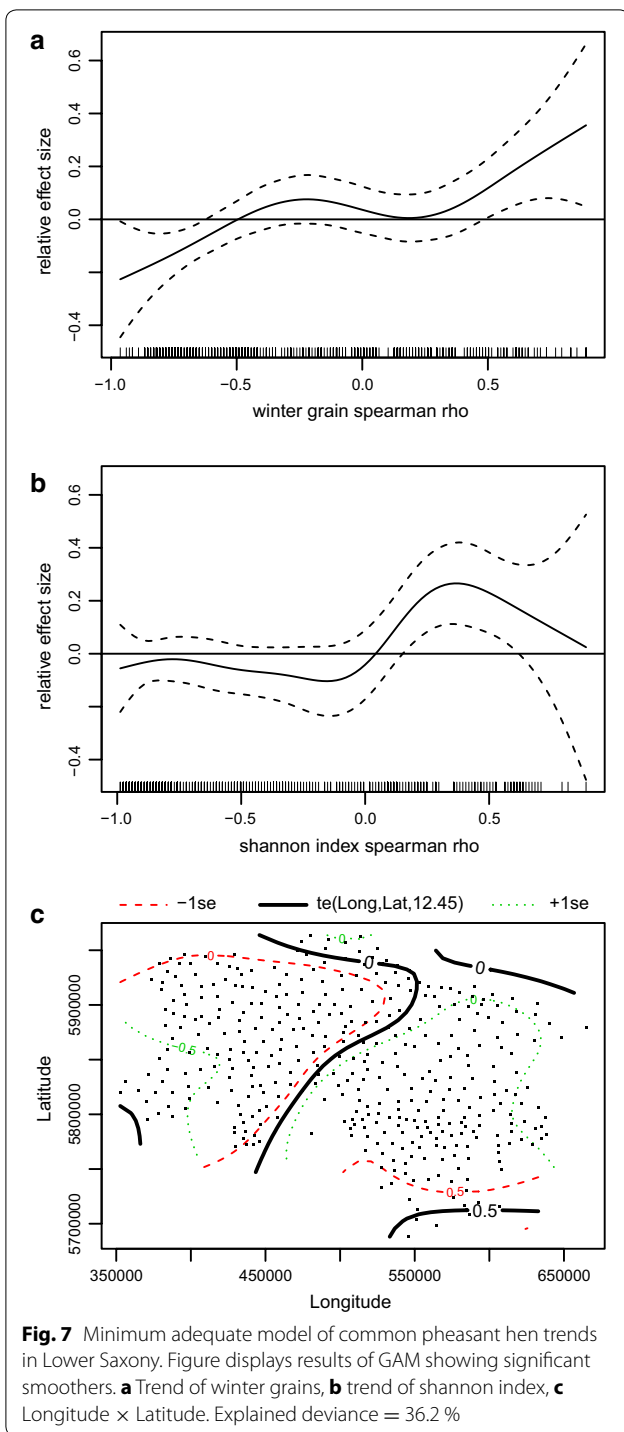 a
relative effect size
0.6
0.4
0.2
0.0
−0.4
−1.0 −0.5 0.0 0.5
winter grain spearman rho
b
relative effect size
0.6
0.4
0.2
0.0
−0.4
−1.0 −0.5 0.0 0.5
shannon index spearman rho
c
−1se te(Long,Lat,12.45) +1se
Latitude
5900000
5800000
5700000
0
0
0
0
0
−0.5
0.5
0.5
350000 450000 550000 650000
Longitude
Fig. 7 Minimum adequate model of common pheasant hen trends
in Lower Saxony. Figure displays results of GAM showing significant
smoothers. a Trend of winter grains, b trend of shannon index, c
Longitude × Latitude. Explained deviance = 36.2 %